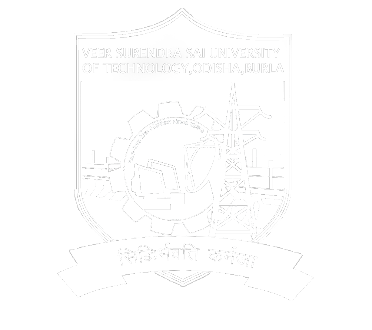 VEER SURENDRA SAI UNIVERSITY
OF TECHNOLOGY,ODISHA,BURLA